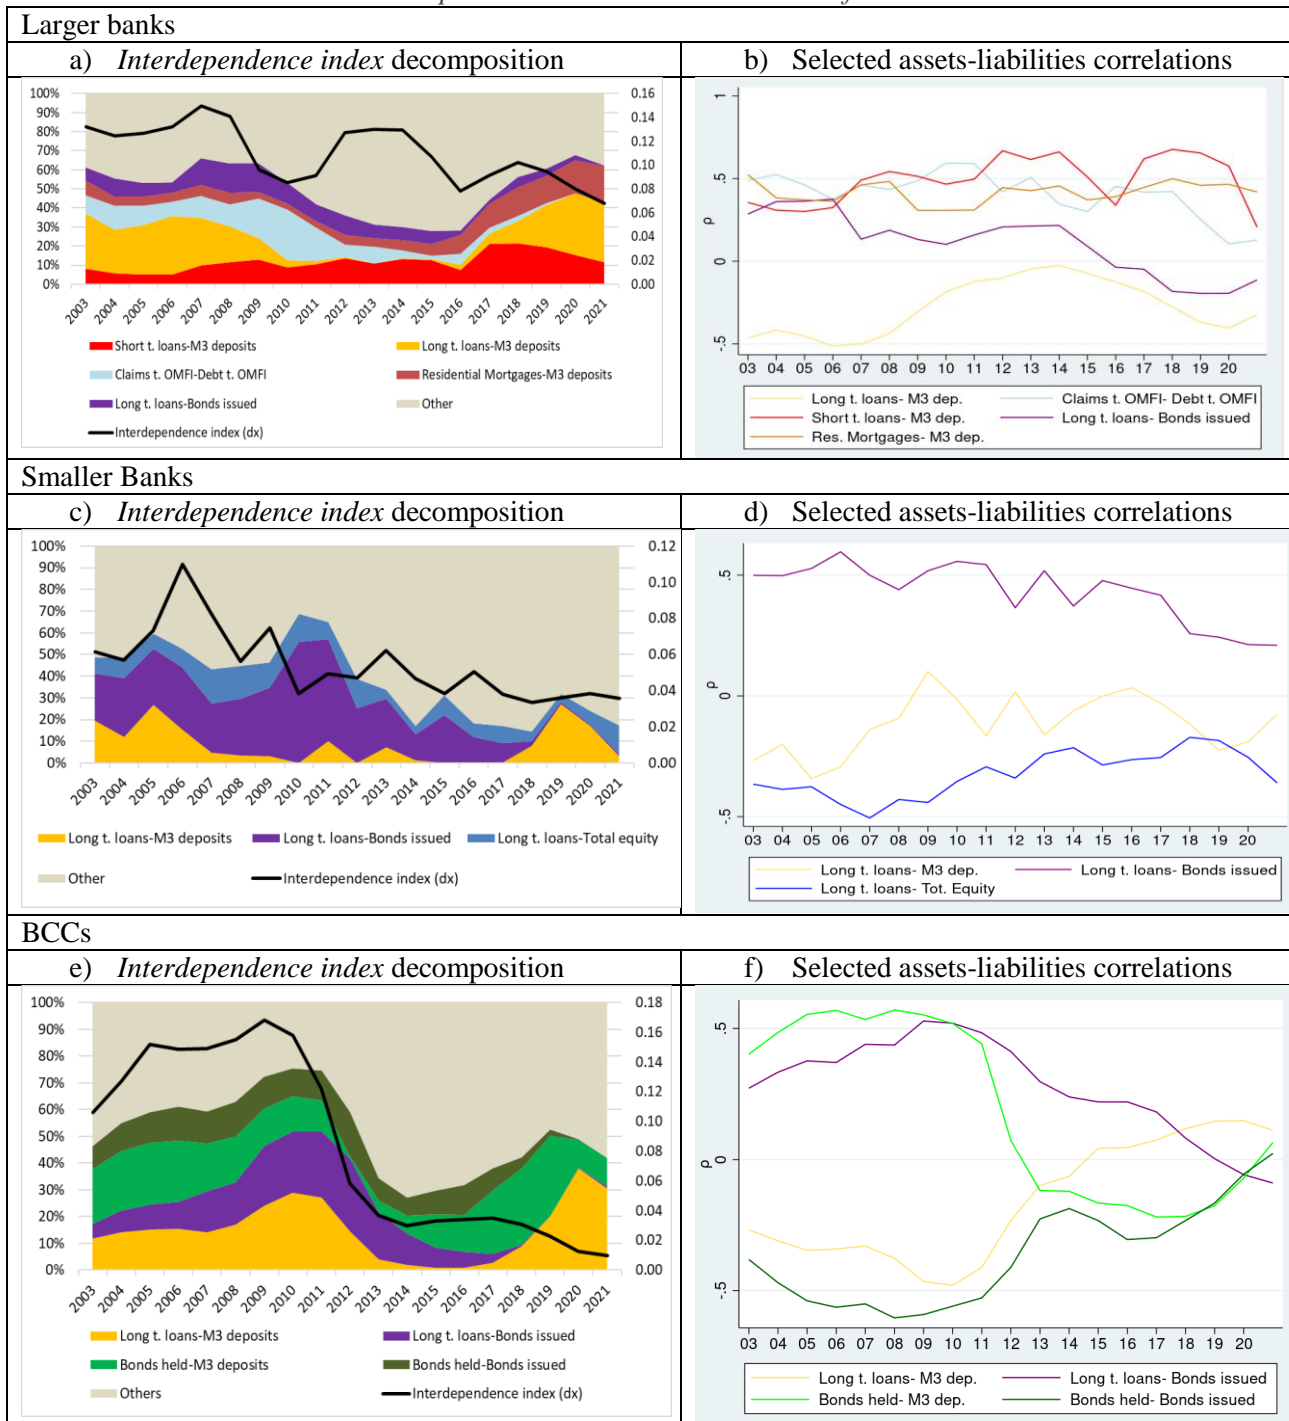 Larger banks
a) Interdependence index decomposition
b) Selected assets-liabilities correlations
100%
90%
80%
70%
60%
50%
40%
30%
20%
10%
0%
0.16
0.14
0.12
0.10
0.08
0.06
0.04
0.02
0.00
2003 2004 2005 2006 2007 2008 2009 2010 2011 2012 2013 2014 2015 2016 2017 2018 2019 2020 2021
Short t. loans-M3 deposits
Long t. loans-M3 deposits
Claims t. OMFI-Debt t. OMFI
Residential Mortgages-M3 deposits
Long t. loans-Bonds issued
Other
Interdependence index (dx)
1
.5
ρ
0
-.5
03 04 05 06 07 08 09 10 11 12 13 14 15 16 17 18 19 20
Long t. loans- M3 dep.
Claims t. OMFI- Debt t. OMFI
Short t. loans- M3 dep.
Long t. loans- Bonds issued
Res. Mortgages- M3 dep.
Smaller Banks
c) Interdependence index decomposition
d) Selected assets-liabilities correlations
100%
90%
80%
70%
60%
50%
40%
30%
20%
10%
0%
0.12
0.10
0.08
0.06
0.04
0.02
0.00
2003 2004 2005 2006 2007 2008 2009 2010 2011 2012 2013 2014 2015 2016 2017 2018 2019 2020 2021
Long t. loans-M3 deposits
Long t. loans-Bonds issued
Long t. loans-Total equity
Other
Interdependence index (dx)
.5
ρ
0
-.5
03 04 05 06 07 08 09 10 11 12 13 14 15 16 17 18 19 20
Long t. loans- M3 dep.
Long t. loans- Bonds issued
Long t. loans- Tot. Equity
BCCs
e) Interdependence index decomposition
f) Selected assets-liabilities correlations
100%
90%
80%
70%
60%
50%
40%
30%
20%
10%
0%
0.18
0.16
0.14
0.12
0.10
0.08
0.06
0.04
0.02
0.00
2003 2004 2005 2006 2007 2008 2009 2010 2011 2012 2013 2014 2015 2016 2017 2018 2019 2020 2021
Long t. loans-M3 deposits
Long t. loans-Bonds issued
Bonds held-M3 deposits
Bonds held-Bonds issued
Others
Interdependence index (dx)
.5
ρ
0
-.5
03 04 05 06 07 08 09 10 11 12 13 14 15 16 17 18 19 20
Long t. loans- M3 dep.
Long t. loans- Bonds issued
Bonds held- M3 dep.
Bonds held- Bonds issued